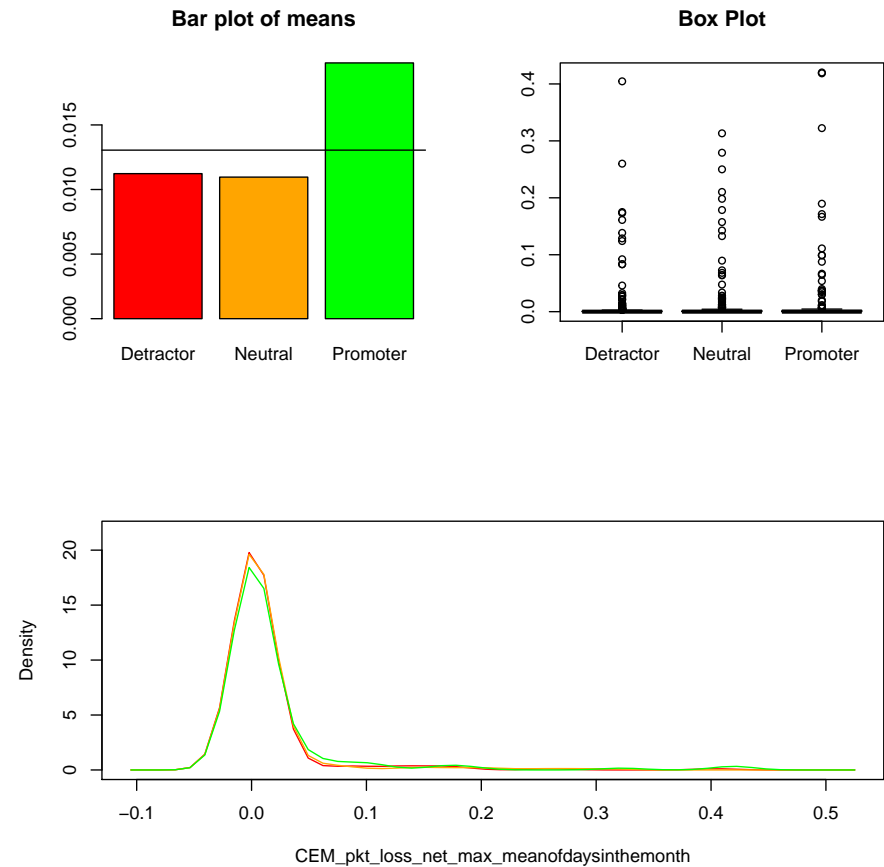 Bar plot of means
0.015
0.010
0.005
0.000
Detractor Neutral Promoter
Box Plot
0.4
0.3
0.2
0.1
0.0
Detractor Neutral Promoter
20
15
10
5
0
Density
−0.1 0.0 0.1 0.2 0.3 0.4 0.5
CEM_pkt_loss_net_max_meanofdaysinthemonth